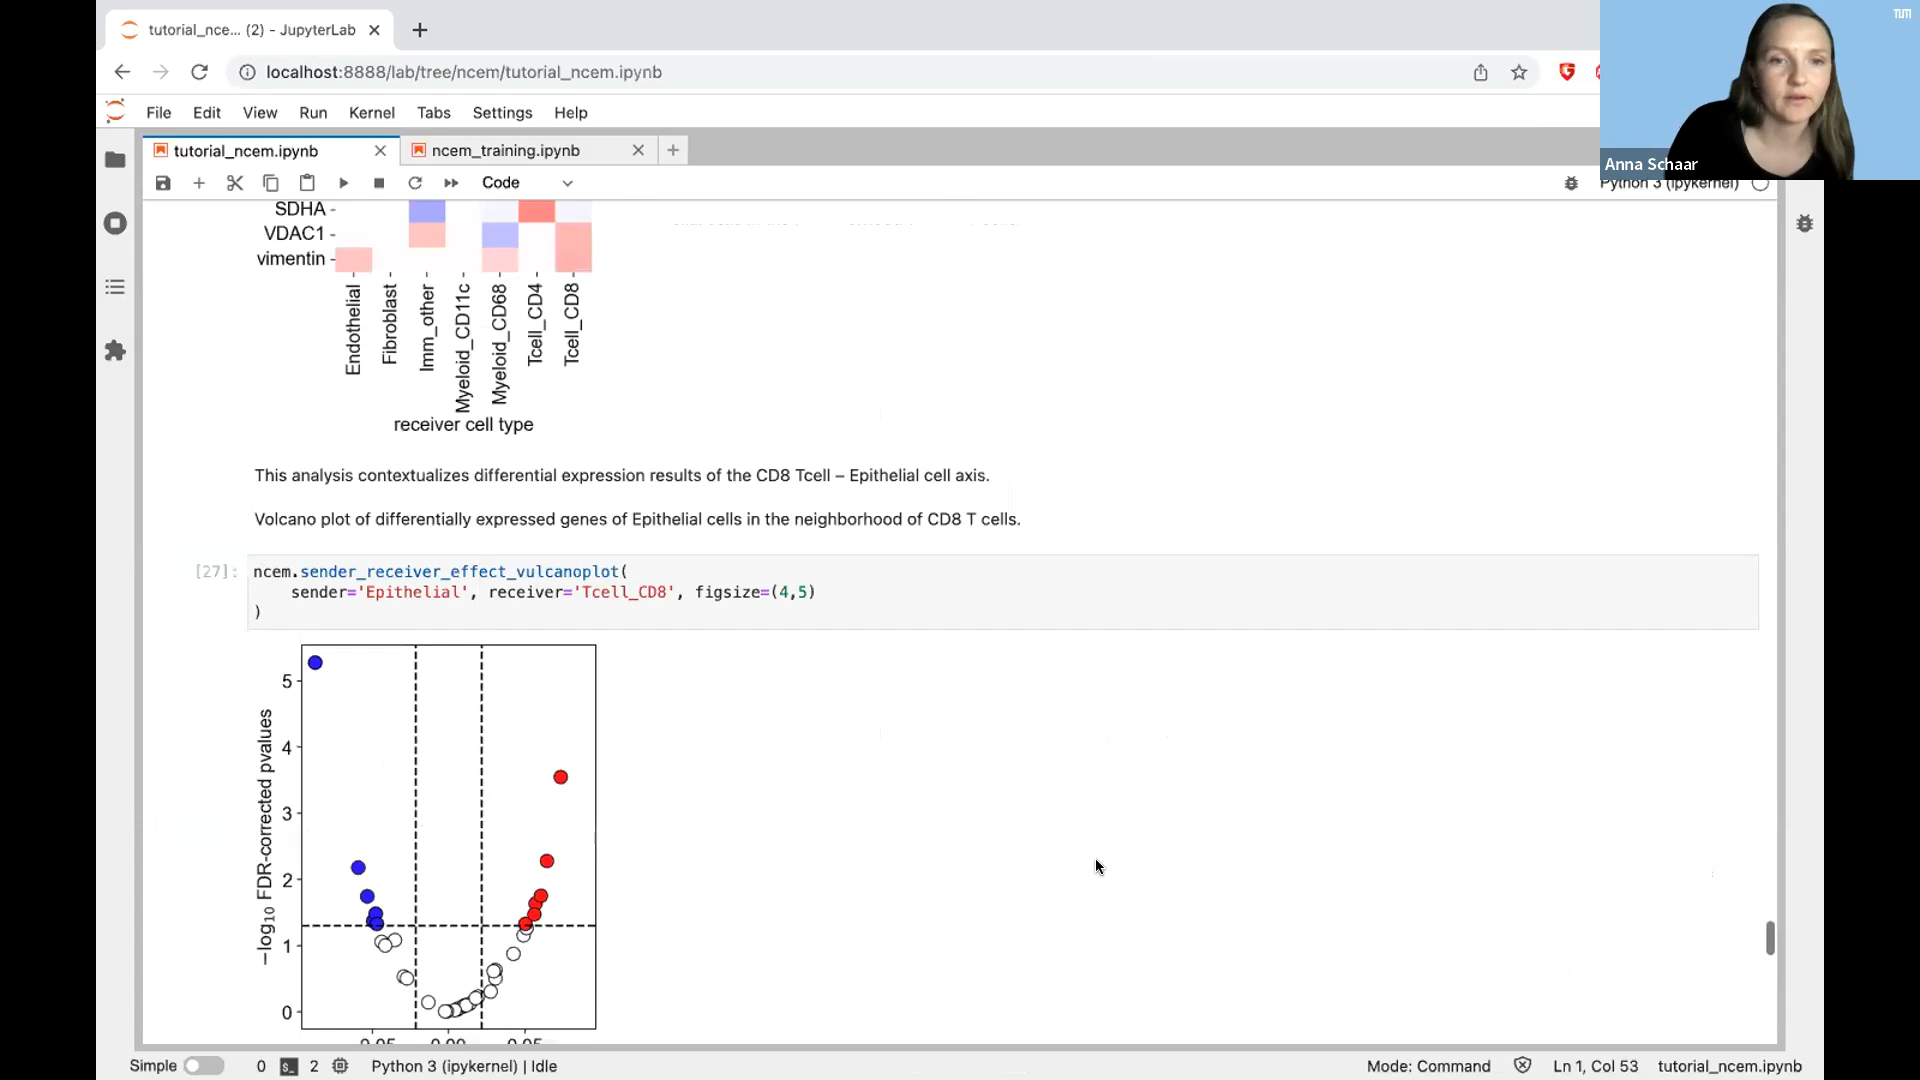 tutorial_nce... (2) - JupyterLab
localhost:8888/lab/tree/ncem/tutorial_ncem.ipynb
TUM
Anna Schaar
File Edit View Run Kernel Tabs Settings Help
tutorial_ncem.ipynb
ncem_training.ipynb
Code
Python 3 (ipykernel)
SDHA
VDAC1
vimentin
Endothelial
Fibroblast
Imm_other
Myeloid_CD11c
Myeloid_CD68
Tcell_CD4
Tcell_CD8
receiver cell type
This analysis contextualizes differential expression results of the CD8 Tcell – Epithelial cell axis.
Volcano plot of differentially expressed genes of Epithelial cells in the neighborhood of CD8 T cells.
[27]:
ncem.sender_receiver_effect_vulcanoplot(
sender='Epithelial', receiver='Tcell_CD8', figsize=(4,5)
)
−log10 FDR-corrected pvalues
5
4
3
2
1
0
Simple 0 2 Python 3 (ipykernel) | Idle
Mode: Command Ln 1, Col 53 tutorial_ncem.ipynb